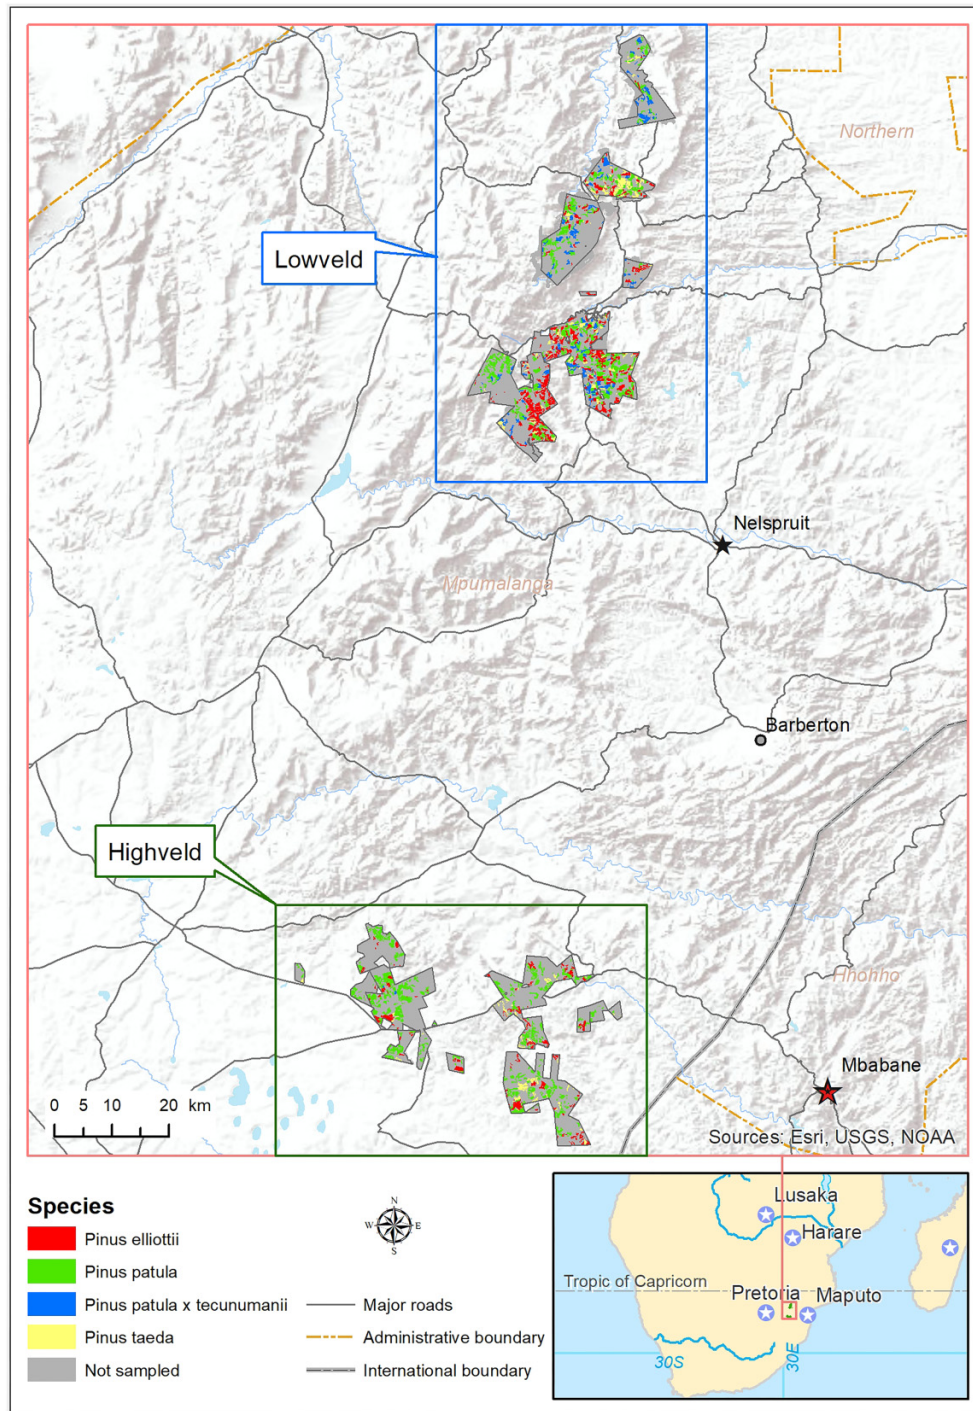 Northern
Lowveld
Nelspruit
Mpumalanga
Barberton
Highveld
Hhohho
Mbabane
0 5 10 20 km
Sources: Esri, USGS, NOAA
Species
Pinus elliottii
Pinus patula
Pinus patula x tecunumanii
Pinus taeda
Not sampled
N
W E
S
Major roads
Administrative boundary
International boundary
Lusaka
Harare
Tropic of Capricorn
Pretoria
Maputo
30S
30E